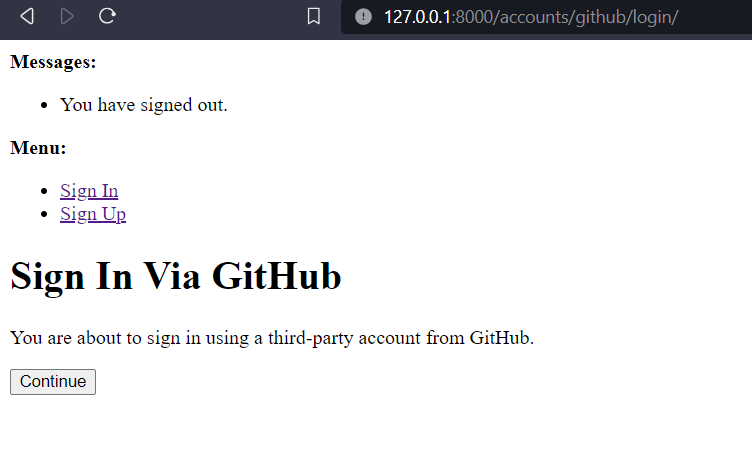 127.0.0.1:8000/accounts/github/login/
Messages:
You have signed out.
Menu:
Sign In
Sign Up
Sign In Via GitHub
You are about to sign in using a third-party account from GitHub.
Continue